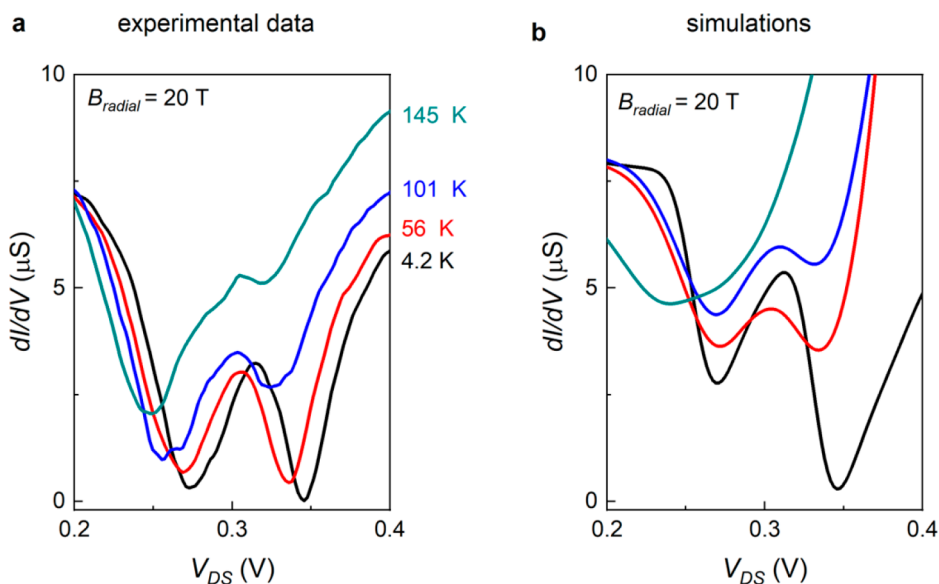 a experimental data
b simulations
B_radial = 20 T
10
5
0
dI/dV (µS)
0.2 0.3 0.4
V_DS (V)
145 K
101 K
56 K
4.2 K
B_radial = 20 T
10
5
0
dI/dV (µS)
0.2 0.3 0.4
V_DS (V)